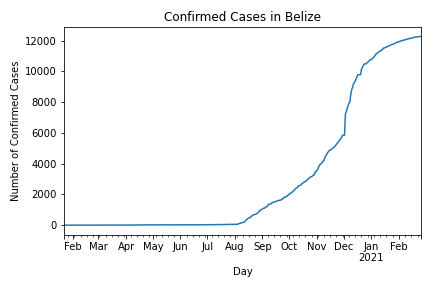 Confirmed Cases in Belize
Number of Confirmed Cases
12000
10000
8000
6000
4000
2000
0
Feb Mar Apr May Jun Jul Aug Sep Oct Nov Dec Jan Feb
2021
Day